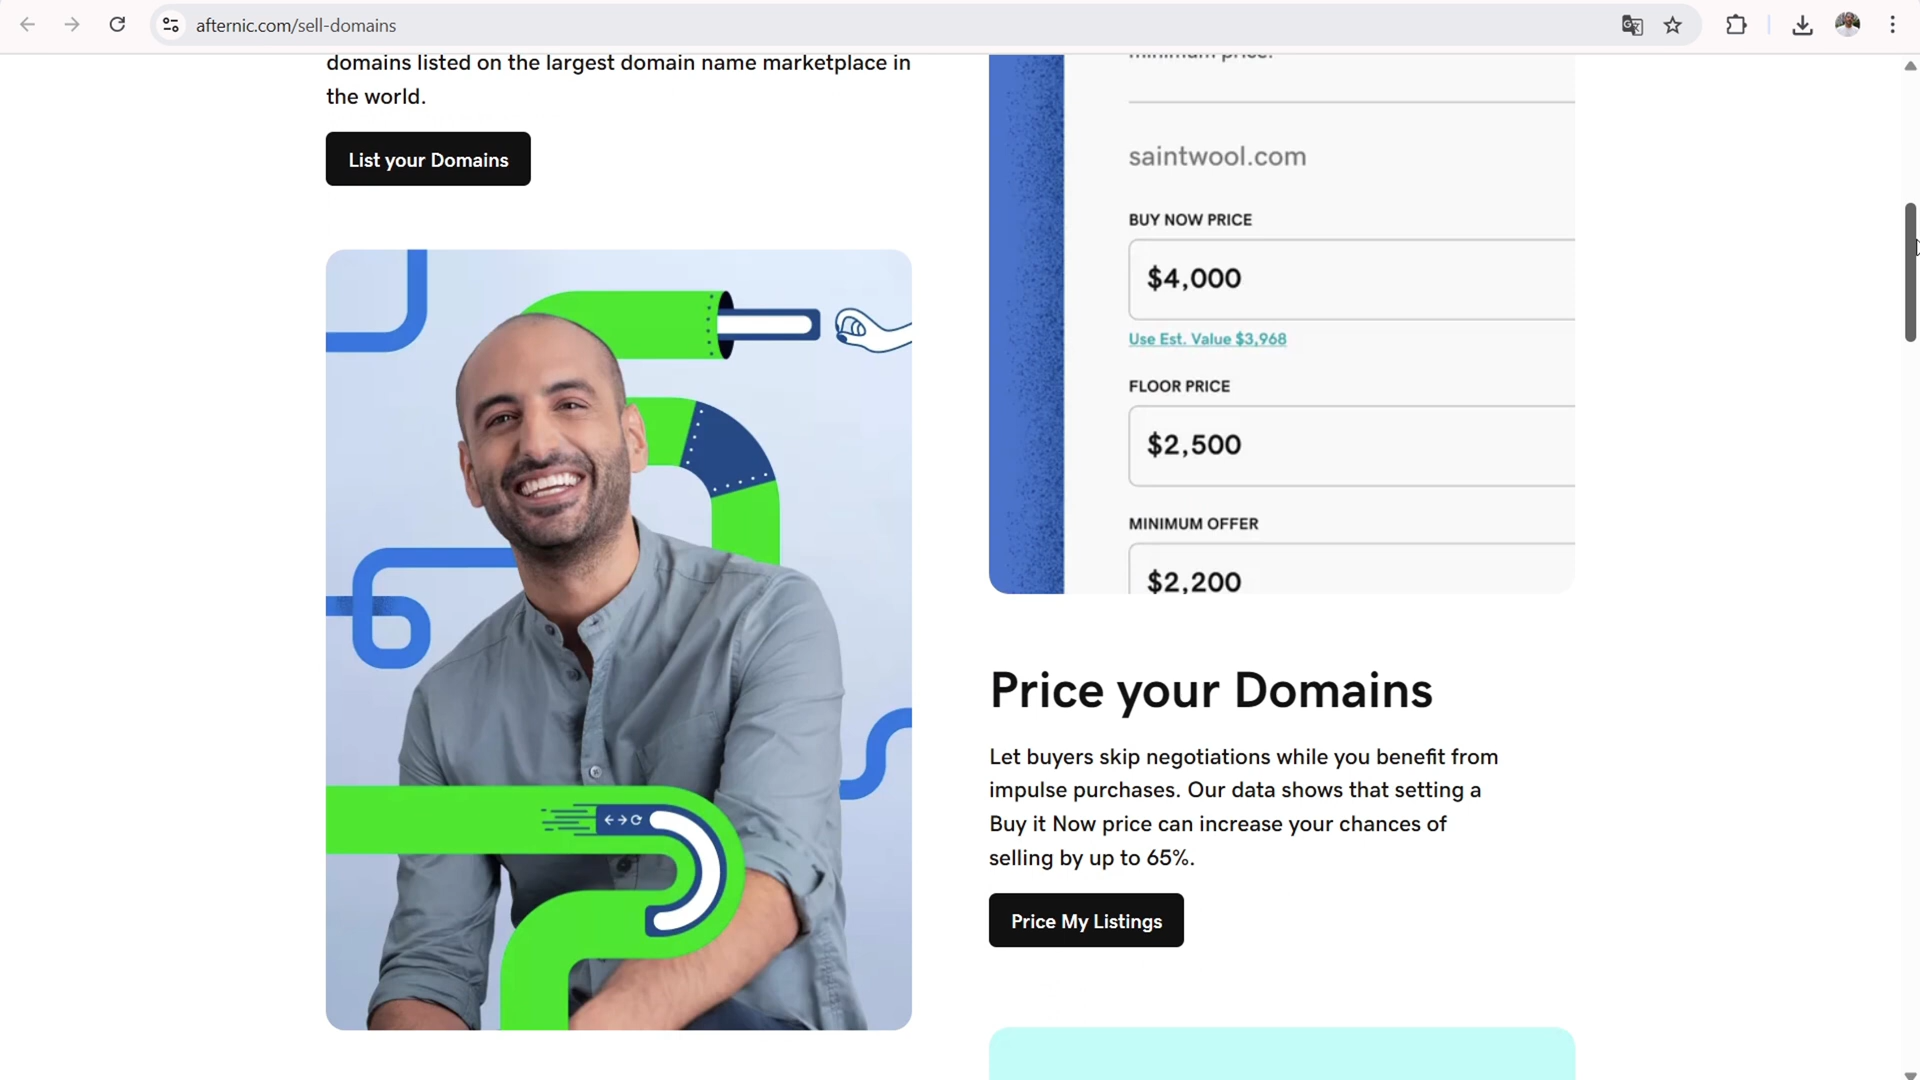 afternic.com/sell-domains
domains listed on the largest domain name marketplace in
the world.
List your Domains
saintwool.com
BUY NOW PRICE
$4,000
Use Est. Value $3,968
FLOOR PRICE
$2,500
MINIMUM OFFER
$2,200
Price your Domains
Let buyers skip negotiations while you benefit from
impulse purchases. Our data shows that setting a
Buy it Now price can increase your chances of
selling by up to 65%.
Price My Listings